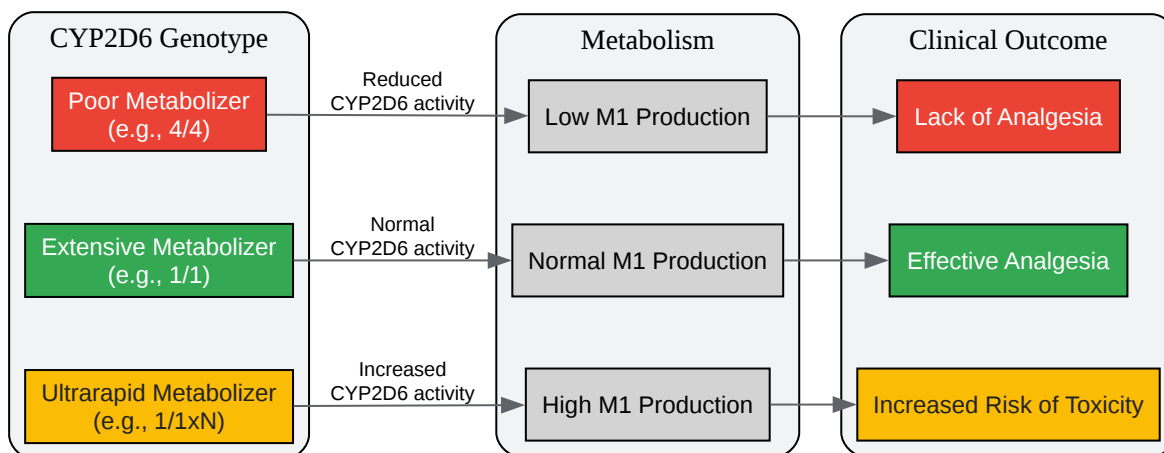 CYP2D6 Genotype
Metabolism
Clinical Outcome
Poor Metabolizer
(e.g., 4/4)
Reduced
CYP2D6 activity
Low M1 Production
Lack of Analgesia
Extensive Metabolizer
(e.g., 1/1)
Normal
CYP2D6 activity
Normal M1 Production
Effective Analgesia
Ultrarapid Metabolizer
(e.g., 1/1xN)
Increased
CYP2D6 activity
High M1 Production
Increased Risk of Toxicity